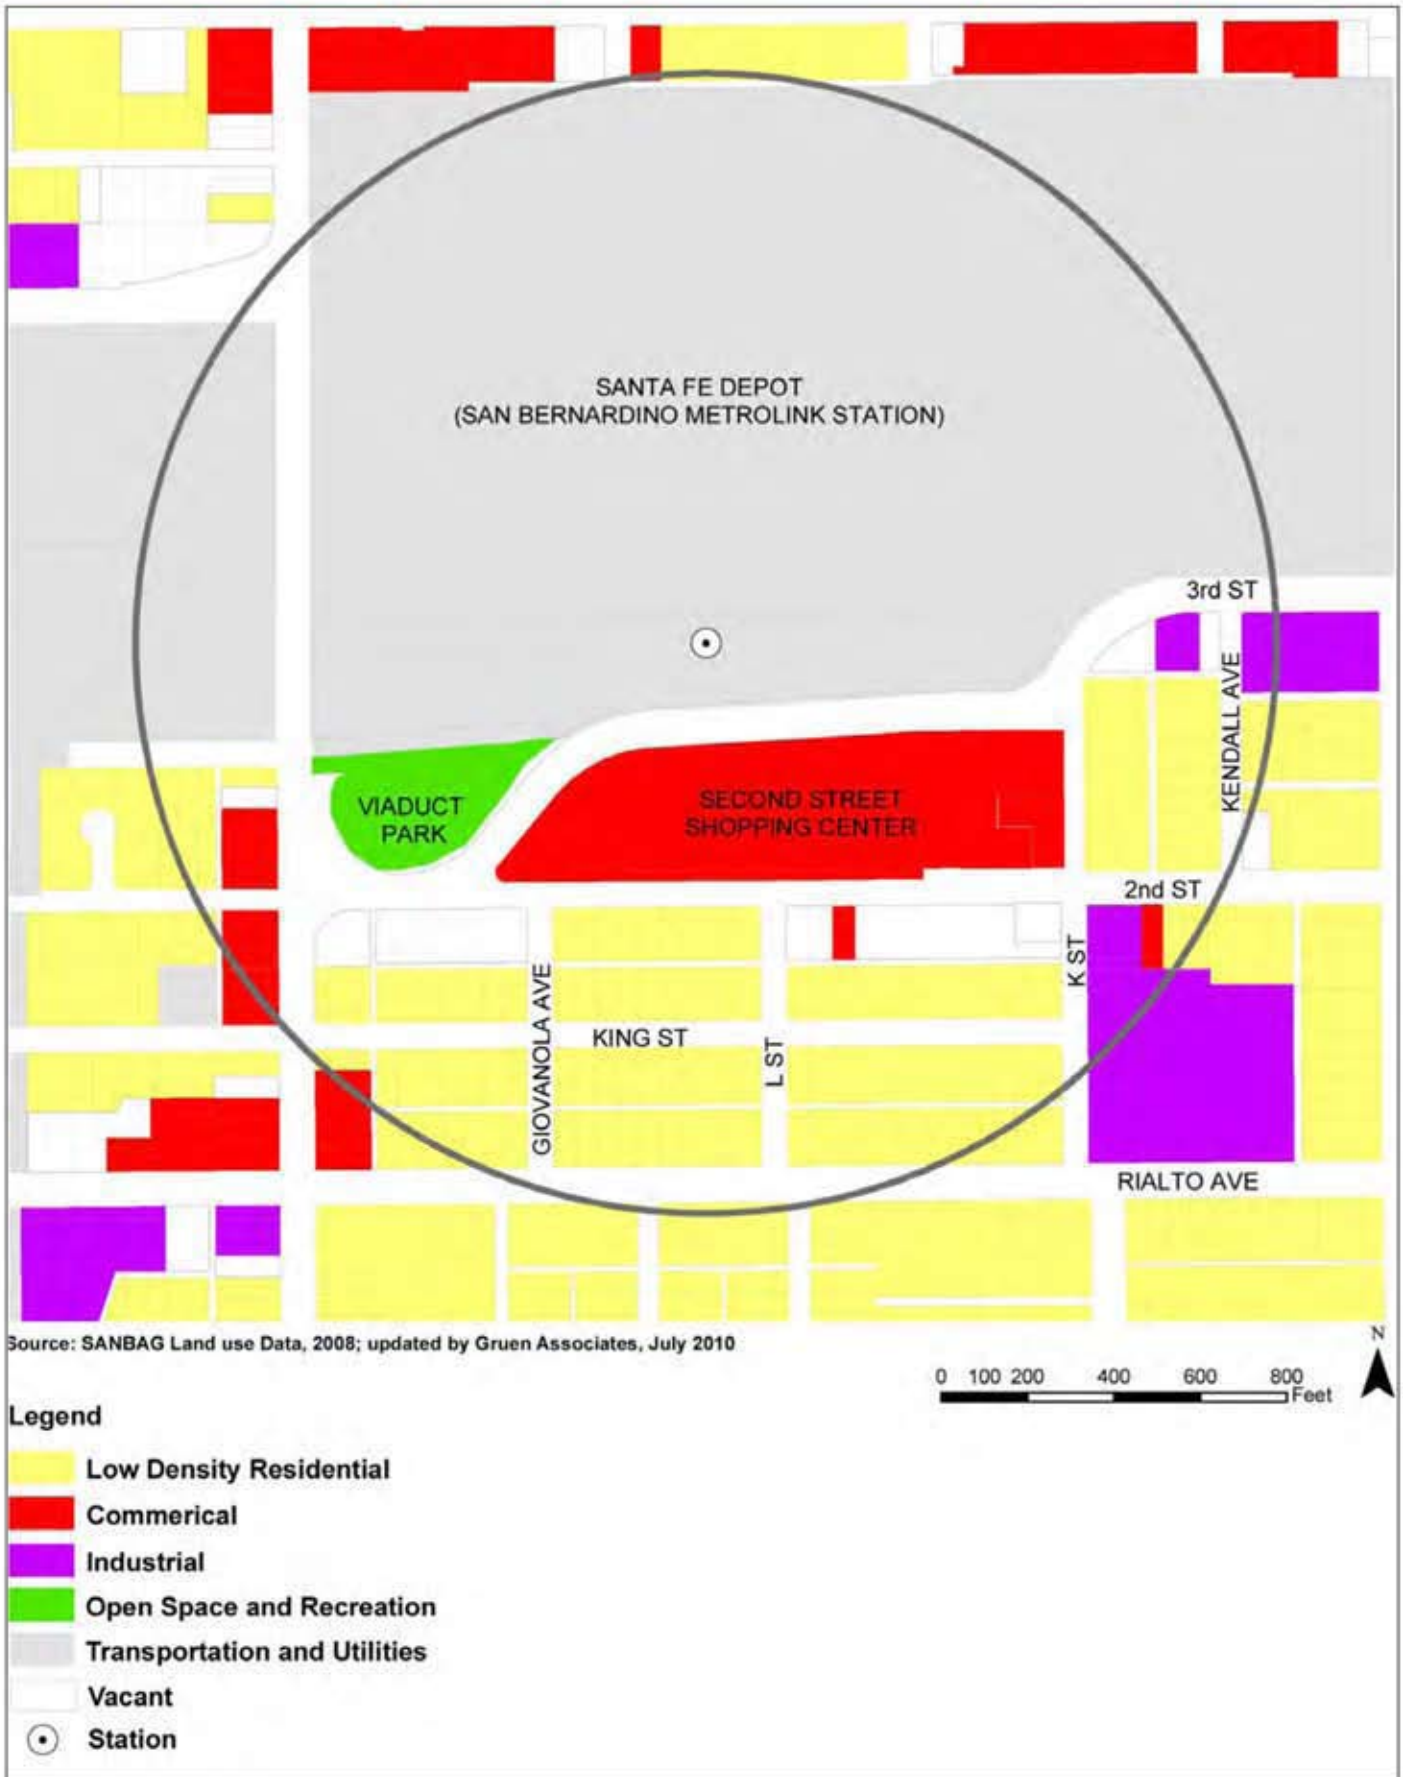 SANTA FE DEPOT
(SAN BERNARDINO METROLINK STATION)
3rd ST
KENDALL AVE
VIADUCT
PARK
SECOND STREET
SHOPPING CENTER
2nd ST
K ST
GIOVANOLA AVE
KING ST
L ST
RIALTO AVE
Source: SANBAG Land use Data, 2008; updated by Gruen Associates, July 2010
N
0 100 200 400 600 800
Feet
Legend
Low Density Residential
Commerical
Industrial
Open Space and Recreation
Transportation and Utilities
Vacant
Station